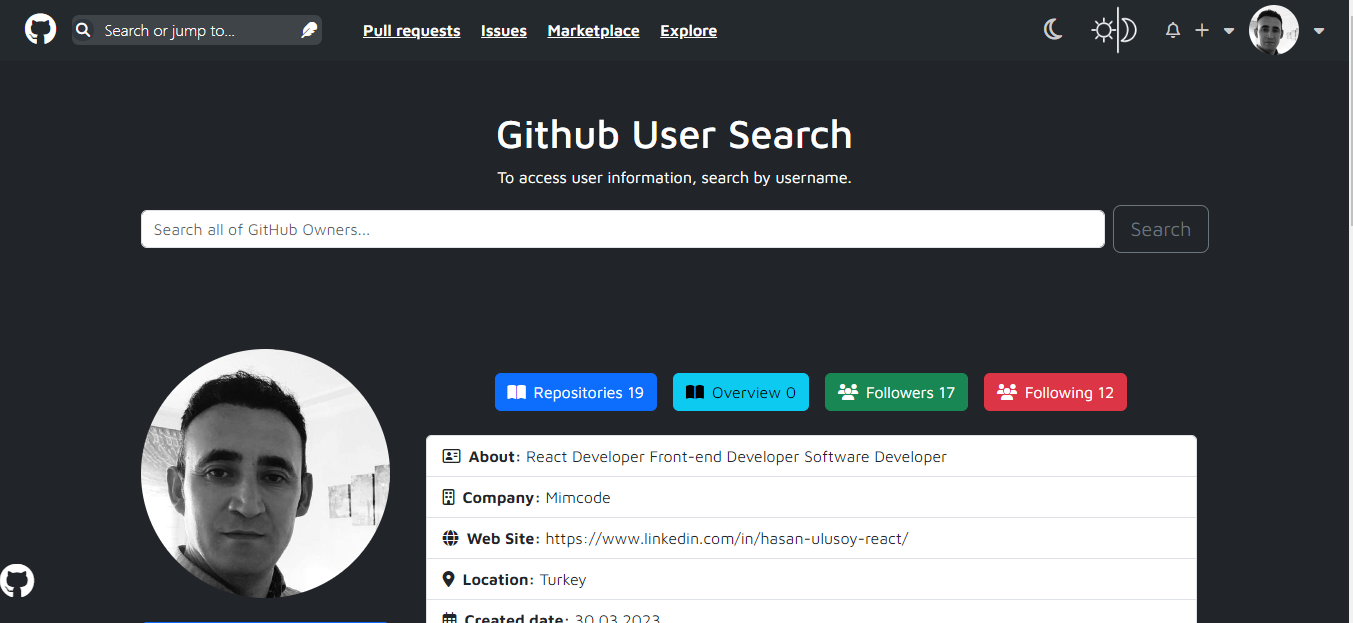 Search or jump to... Pull requests Issues Marketplace Explore
Github User Search
To access user information, search by username.
Search all of GitHub Owners... Search
Repositories 19 Overview 0 Followers 17 Following 12
About: React Developer Front-end Developer Software Developer
Company: Mimcode
Web Site: https://www.linkedin.com/in/hasan-ulusoy-react/
Location: Turkey
Created date: 30.03.2023